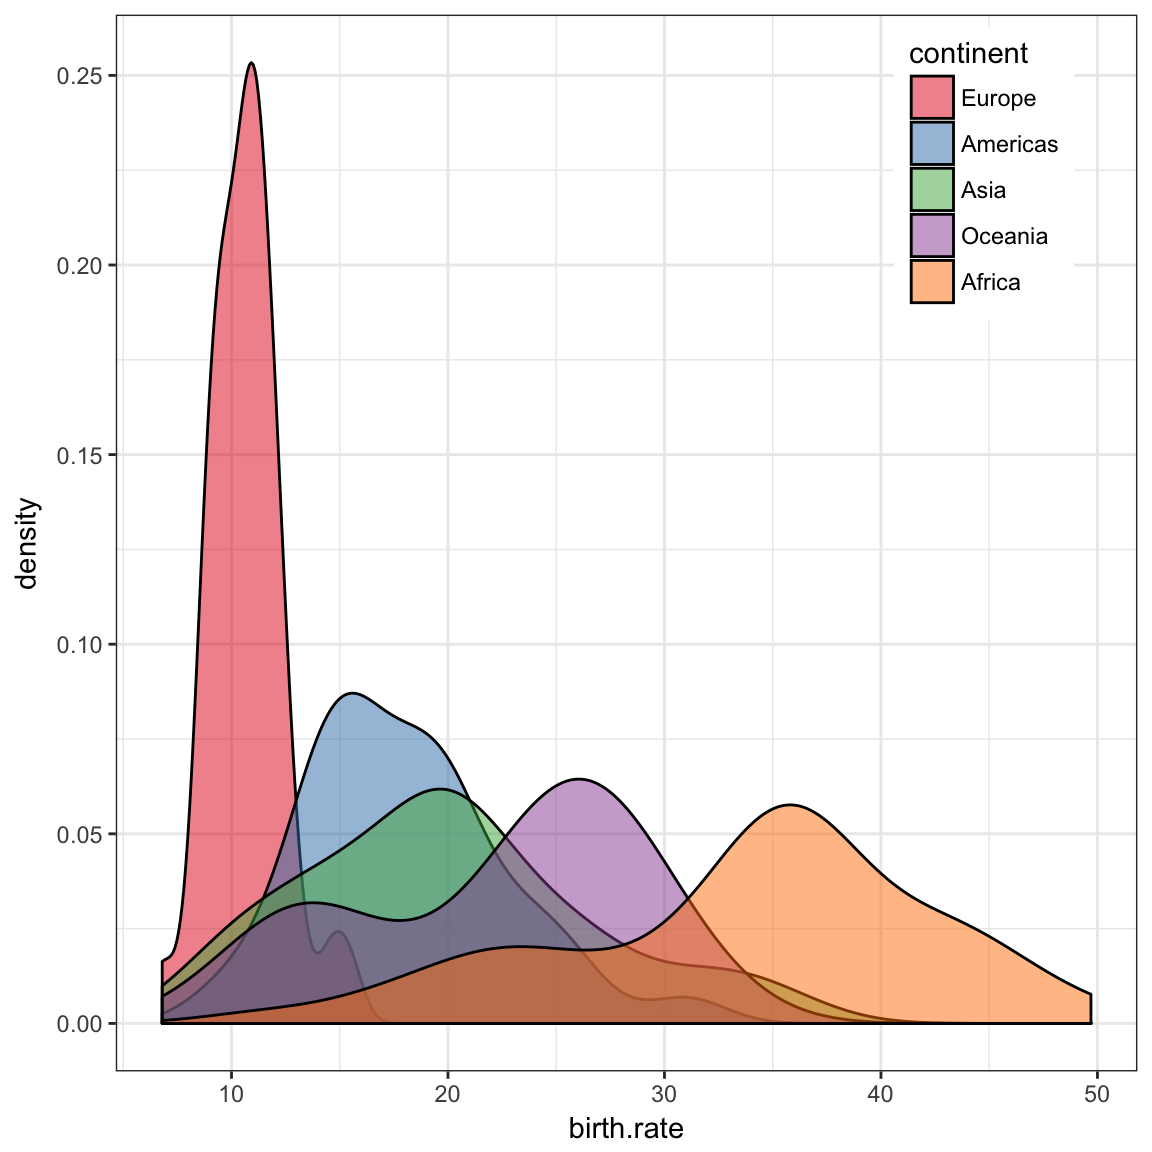 continent
Europe
Americas
Asia
Oceania
Africa
density
0.25
0.20
0.15
0.10
0.05
0.00
10 20 30 40 50
birth.rate